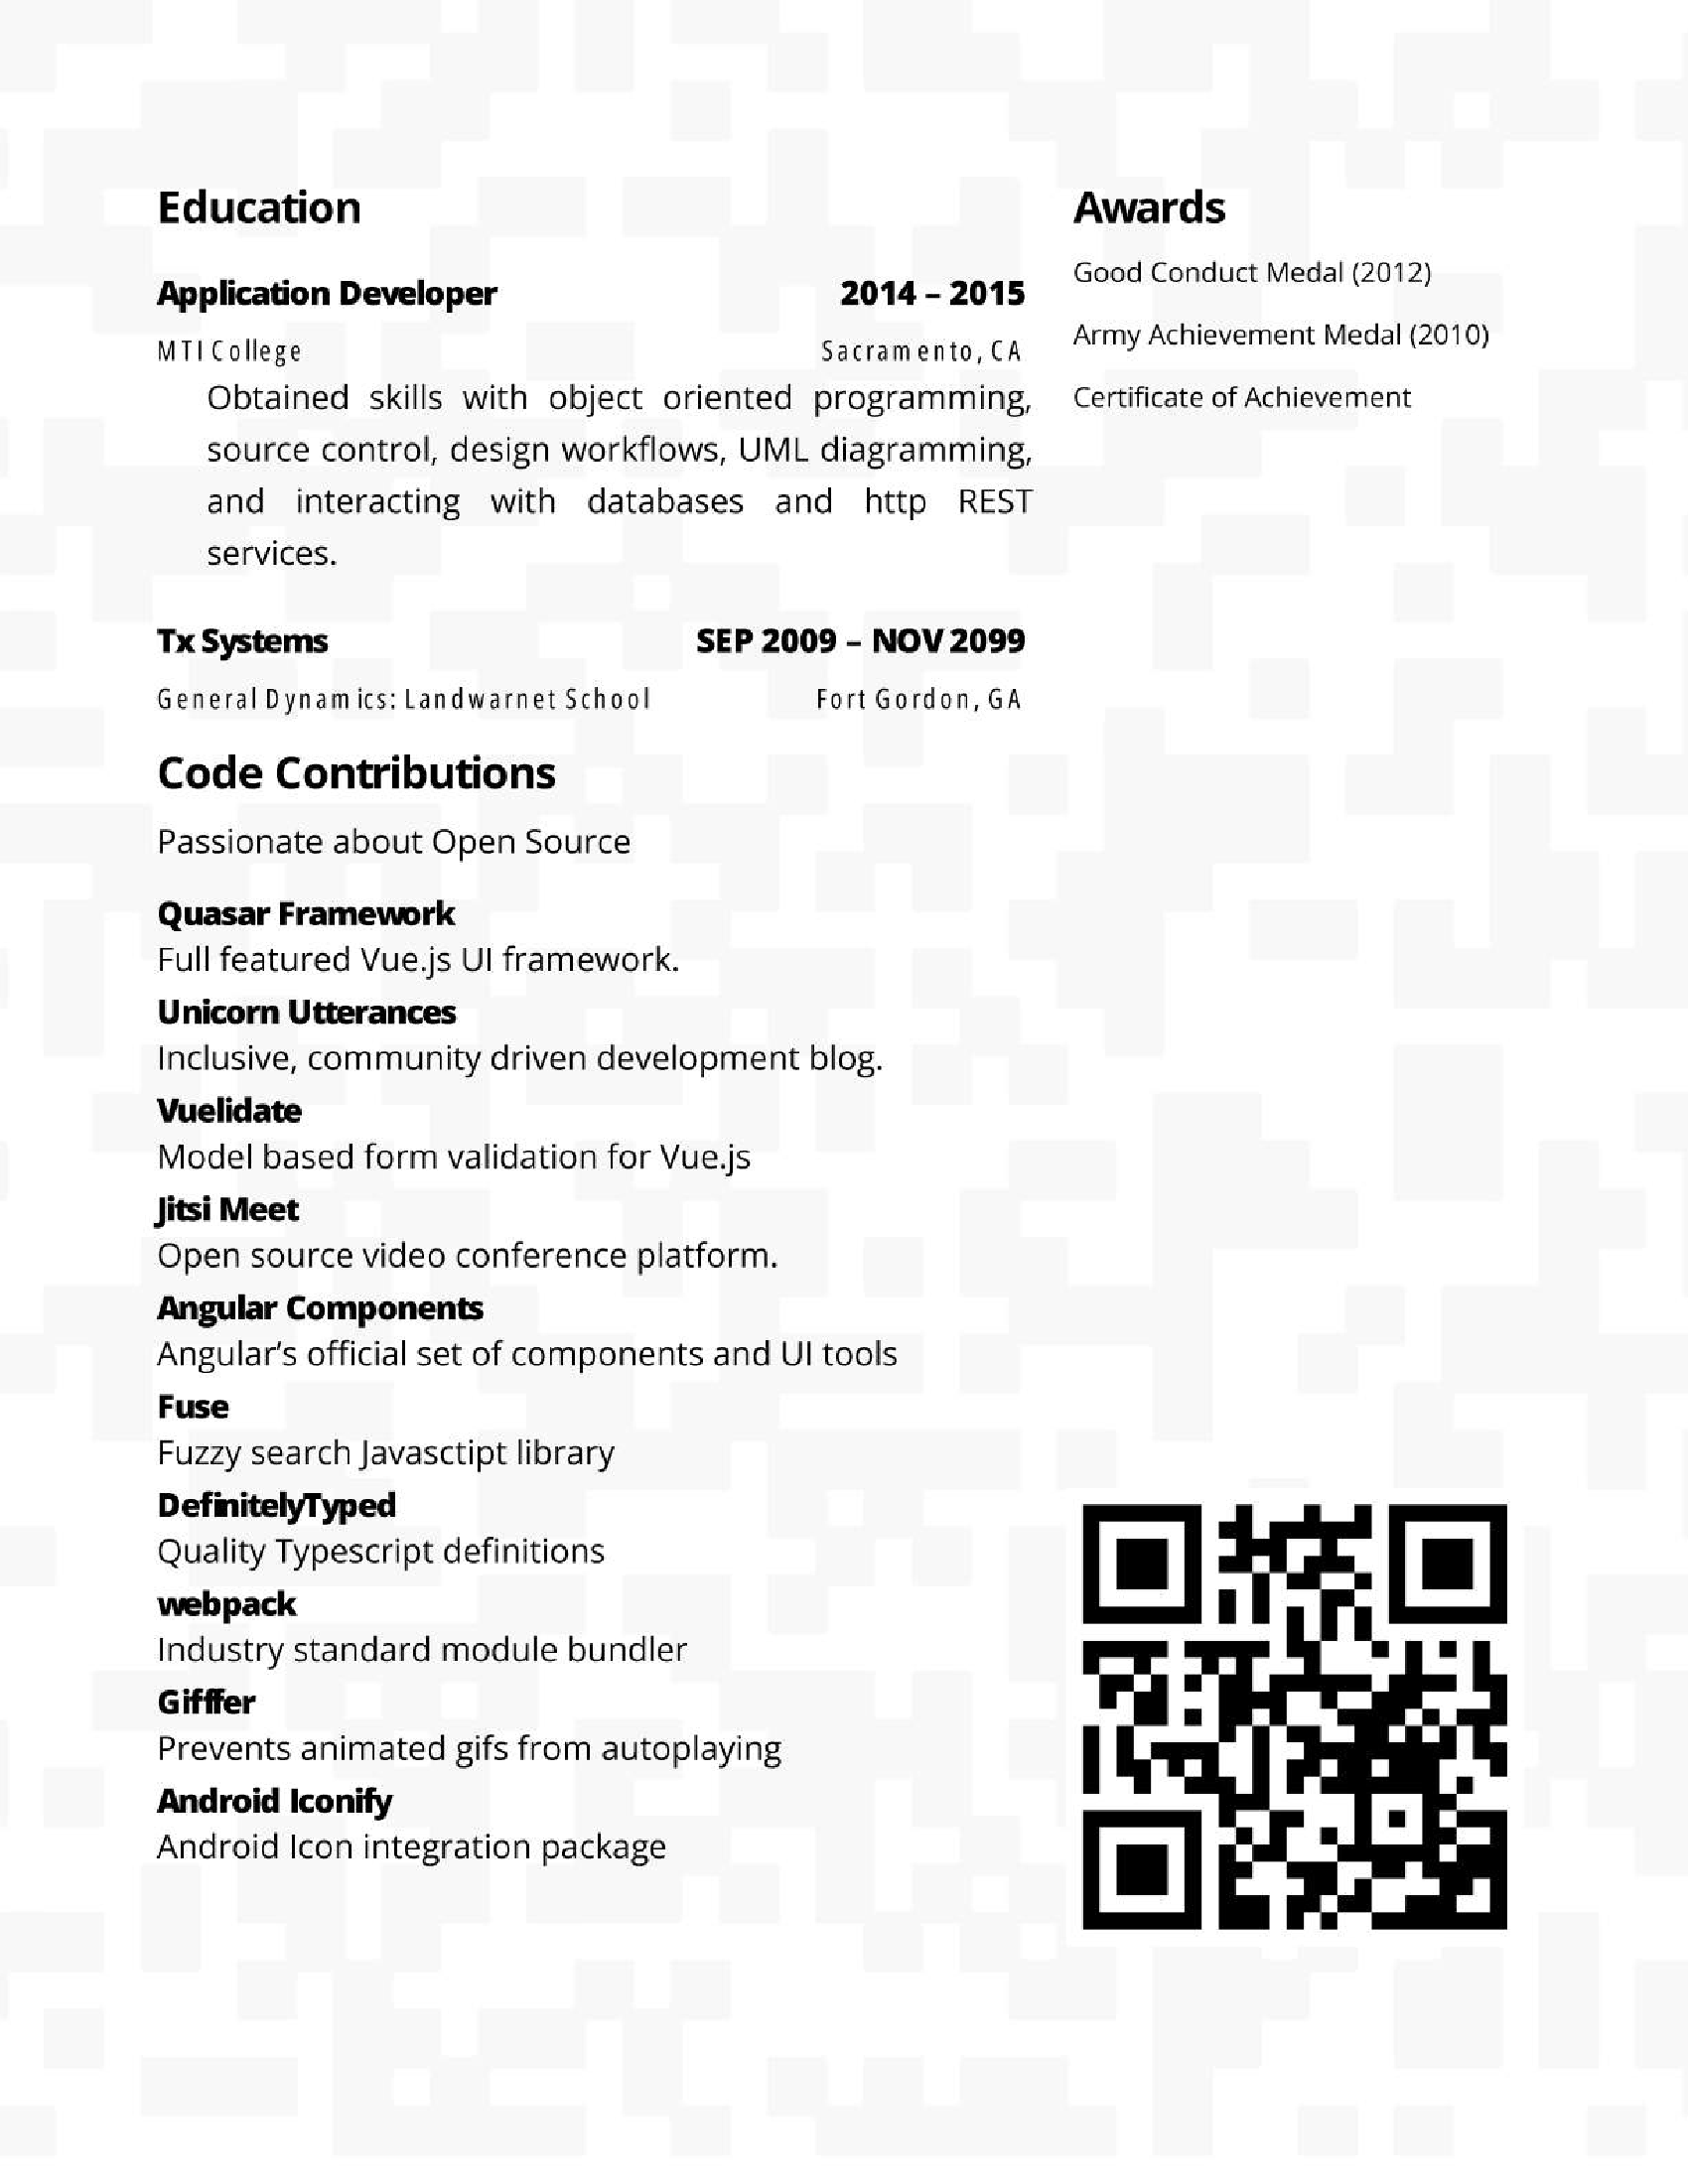 Education
Application Developer 2014 – 2015
MTI College Sacramento, CA
Obtained skills with object oriented programming,
source control, design workflows, UML diagramming,
and interacting with databases and http REST
services.
Tx Systems SEP 2009 – NOV 2099
General Dynamics: Landwarnet School Fort Gordon, GA
Code Contributions
Passionate about Open Source
Quasar Framework
Full featured Vue.js UI framework.
Unicorn Utterances
Inclusive, community driven development blog.
Vuelidate
Model based form validation for Vue.js
Jitsi Meet
Open source video conference platform.
Angular Components
Angular’s official set of components and UI tools
Fuse
Fuzzy search Javasctipt library
DefinitelyTyped
Quality Typescript definitions
webpack
Industry standard module bundler
Gifffer
Prevents animated gifs from autoplaying
Android Iconify
Android Icon integration package
Awards
Good Conduct Medal (2012)
Army Achievement Medal (2010)
Certificate of Achievement